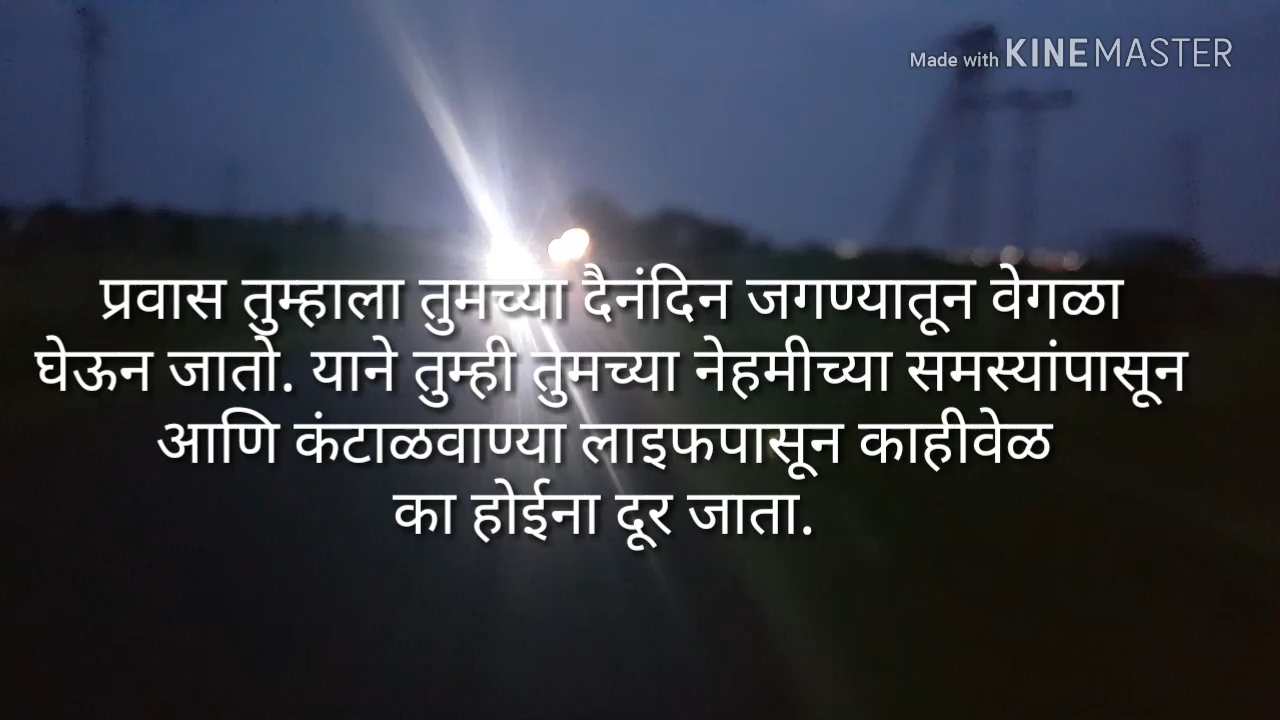 Made with KINEMASTER
प्रवास तुम्हाला तुमच्या दैनंदिन जगण्यातून वेगळा
घेऊन जातो. याने तुम्ही तुमच्या नेहमीच्या समस्यांपासून
आणि कंटाळवाण्या लाइफपासून काहीवेळ
का होईना दूर जाता.